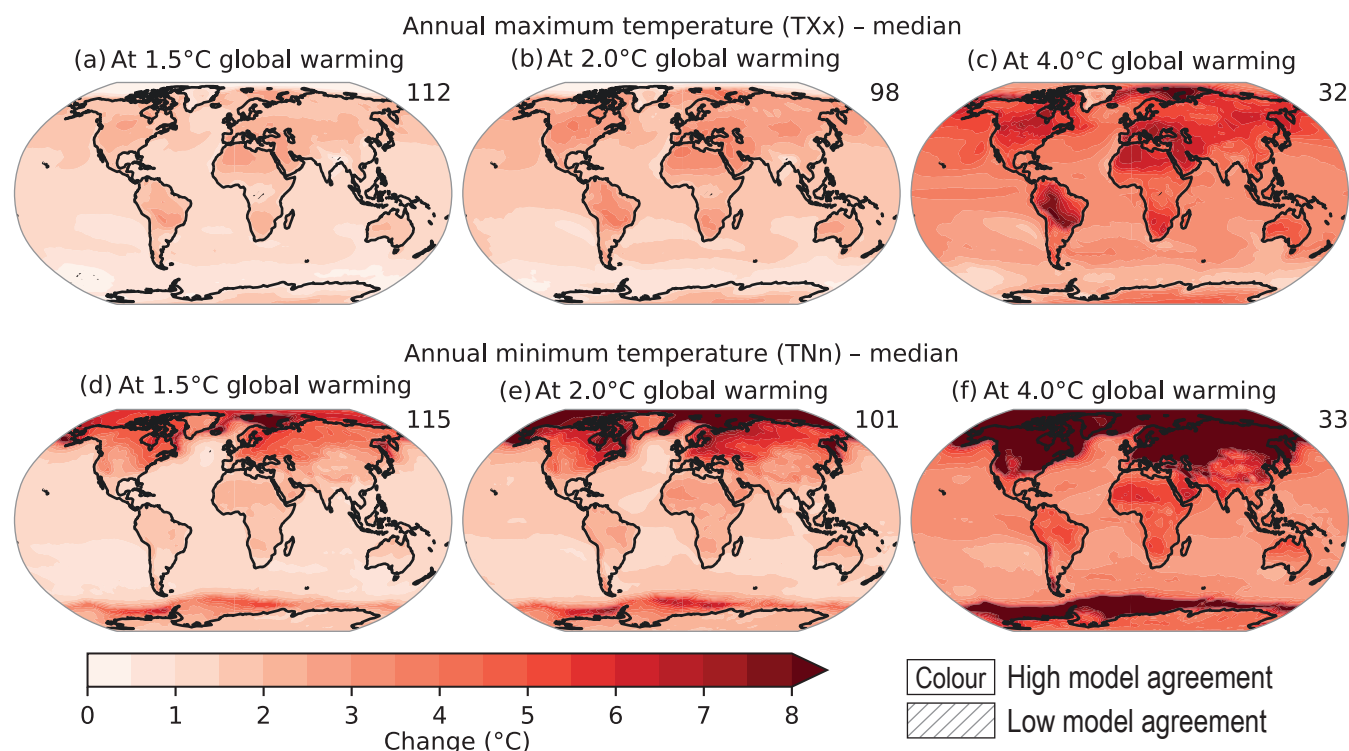 Annual maximum temperature (TXx) – median
(a) At 1.5°C global warming
(b) At 2.0°C global warming
(c) At 4.0°C global warming
112
98
32
Annual minimum temperature (TNn) – median
(d) At 1.5°C global warming
(e) At 2.0°C global warming
(f) At 4.0°C global warming
115
101
33
0 1 2 3 4 5 6 7 8
Change (°C)
Colour High model agreement
Low model agreement